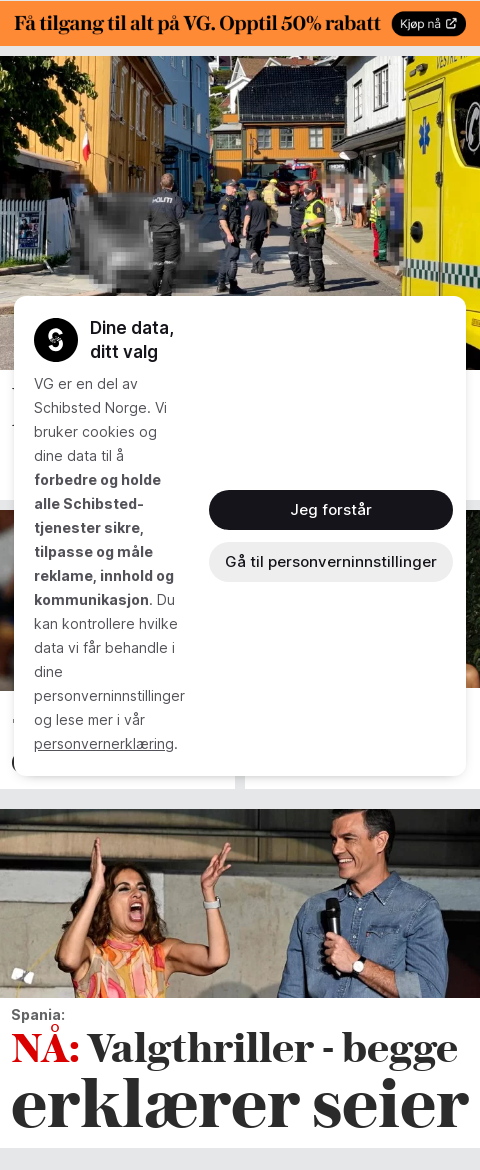 Få tilgang til alt på VG. Opptil 50% rabatt
Kjøp nå
POLITI
Dine data,
ditt valg
VG er en del av
Schibsted Norge. Vi
bruker cookies og
dine data til å
forbedre og holde
alle Schibsted-
tjenester sikre,
tilpasse og måle
reklame, innhold og
kommunikasjon. Du
kan kontrollere hvilke
data vi får behandle i
dine
personverninnstillinger
og lese mer i vår
personvernerklæring.
Jeg forstår
Gå til personverninnstillinger
Spania:
NÅ: Valgthriller - begge
erklærer seier